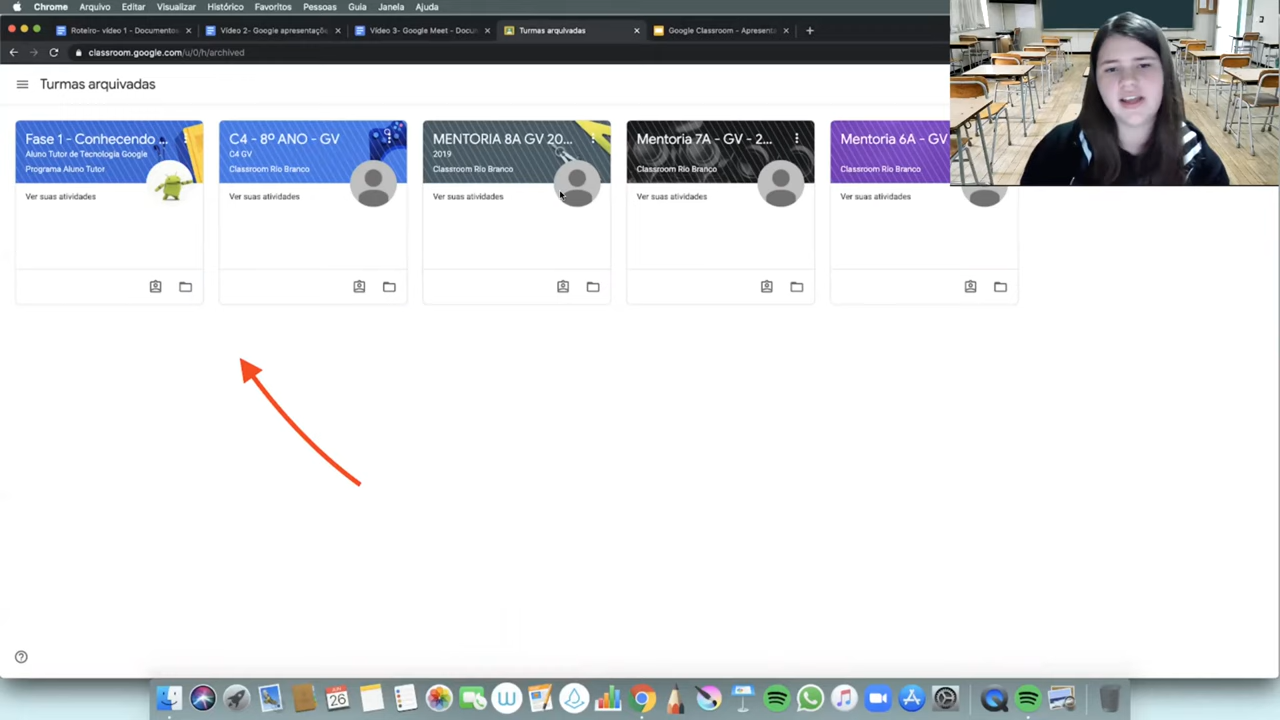 Chrome Arquivo Editar Visualizar Histórico Favoritos Pessoas Guia Janela Ajuda
Roteiro- vídeo 1 - Documentos
Vídeo 2- Google apresentaçõe
Vídeo 3- Google Meet - Docum
Turmas arquivadas
Google Classroom - Apresenta
classroom.google.com/u/0/h/archived
Turmas arquivadas
Fase 1 - Conhecendo ...
Aluno Tutor de Tecnologia Google
Programa Aluno Tutor
Ver suas atividades
C4 - 8º ANO - GV
C4 GV
Classroom Rio Branco
Ver suas atividades
MENTORIA 8A GV 20...
2019
Classroom Rio Branco
Ver suas atividades
Mentoria 7A - GV - 2...
Classroom Rio Branco
Ver suas atividades
Mentoria 6A - GV
Classroom Rio Branco
Ver suas atividades
26